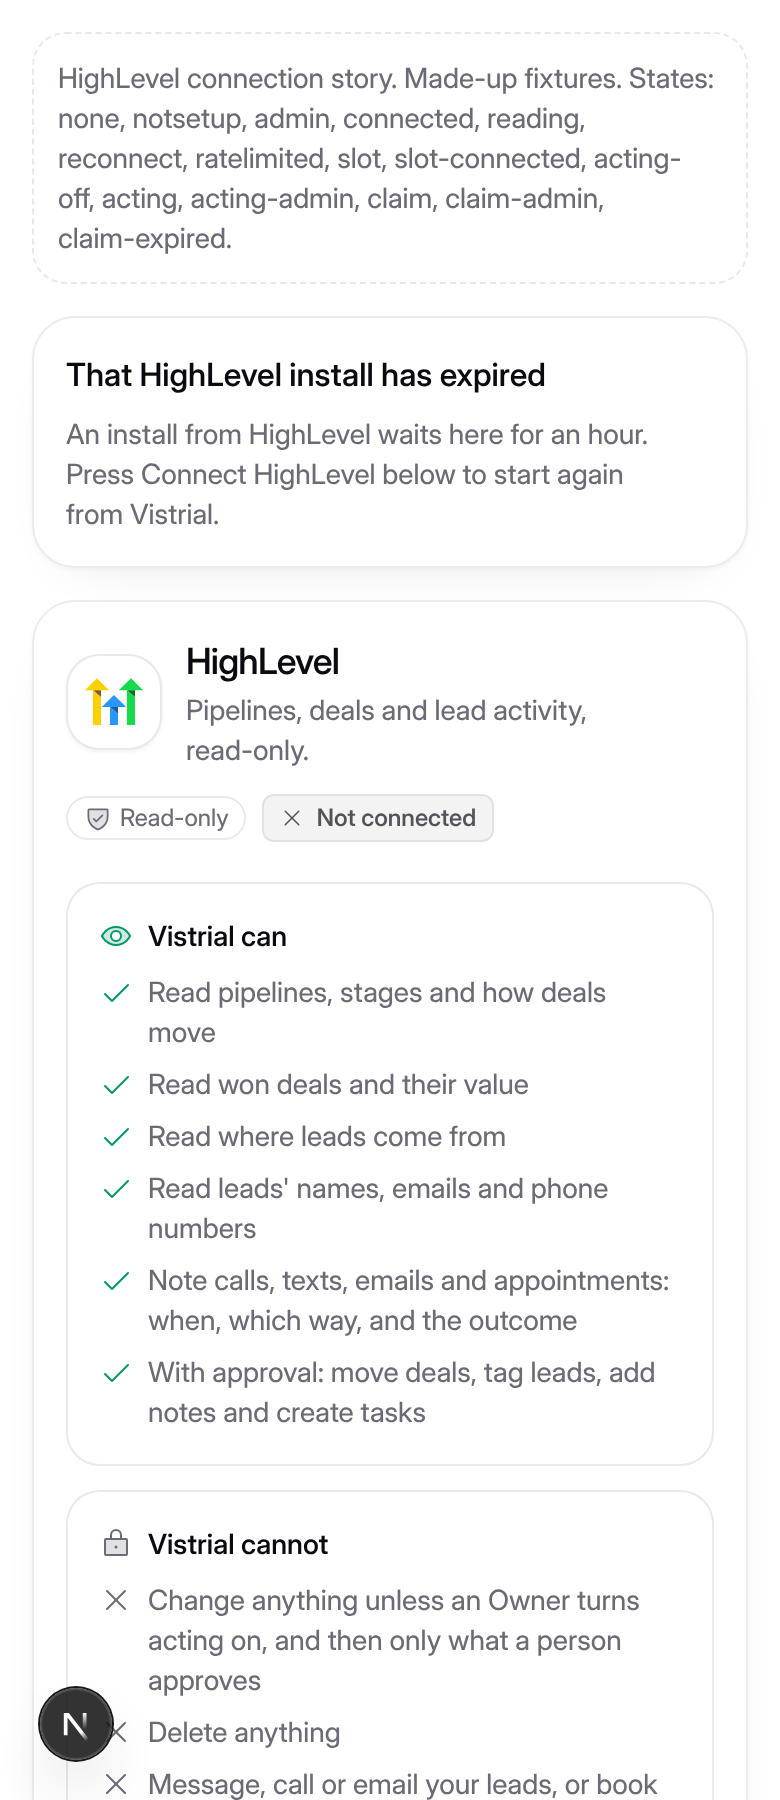 HighLevel connection story. Made-up fixtures. States:
none, notsetup, admin, connected, reading,
reconnect, ratelimited, slot, slot-connected, acting-
off, acting, acting-admin, claim, claim-admin,
claim-expired.
That HighLevel install has expired
An install from HighLevel waits here for an hour.
Press Connect HighLevel below to start again
from Vistrial.
HighLevel
Pipelines, deals and lead activity,
read-only.
Read-only
Not connected
Vistrial can
Read pipelines, stages and how deals
move
Read won deals and their value
Read where leads come from
Read leads' names, emails and phone
numbers
Note calls, texts, emails and appointments:
when, which way, and the outcome
With approval: move deals, tag leads, add
notes and create tasks
Vistrial cannot
Change anything unless an Owner turns
acting on, and then only what a person
approves
N
Delete anything
Message, call or email your leads, or book